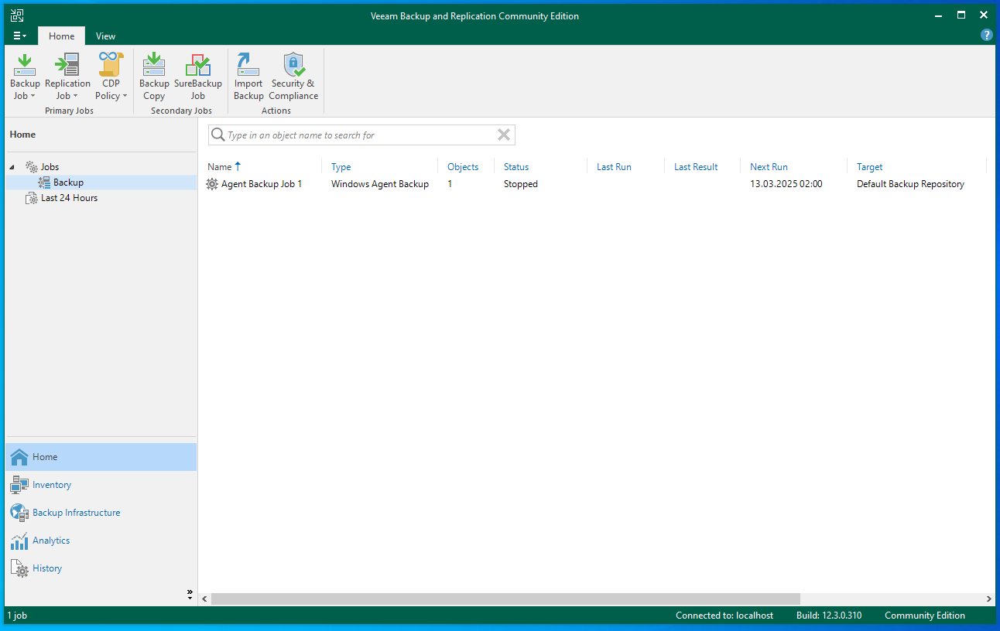 Veeam Backup and Replication Community Edition
Home View
?
Backup Job
Replication Job
CDP Policy
Primary Jobs
Backup Copy
SureBackup Job
Secondary Jobs
Import Backup
Security & Compliance
Actions
Home
Jobs
Backup
Last 24 Hours
Type in an object name to search for
Name Type Objects Status Last Run Last Result Next Run Target
Agent Backup Job 1 Windows Agent Backup 1 Stopped 13.03.2025 02:00 Default Backup Repository
Home
Inventory
Backup Infrastructure
Analytics
History
1 job Connected to: localhost Build: 12.3.0.310 Community Edition